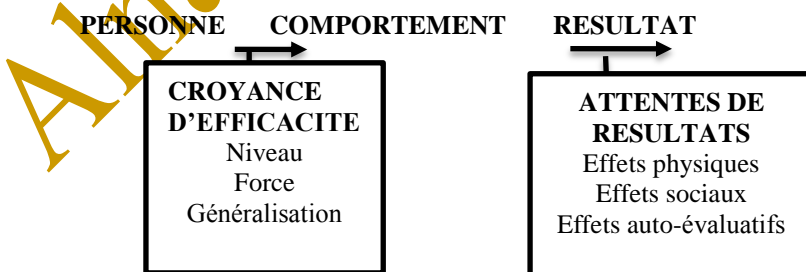 PERSONNE COMPORTEMENT RESULTAT
CROYANCE
D'EFFICACITE
Niveau
Force
Généralisation
ATTENTES DE
RESULTATS
Effets physiques
Effets sociaux
Effets auto-évaluatifs